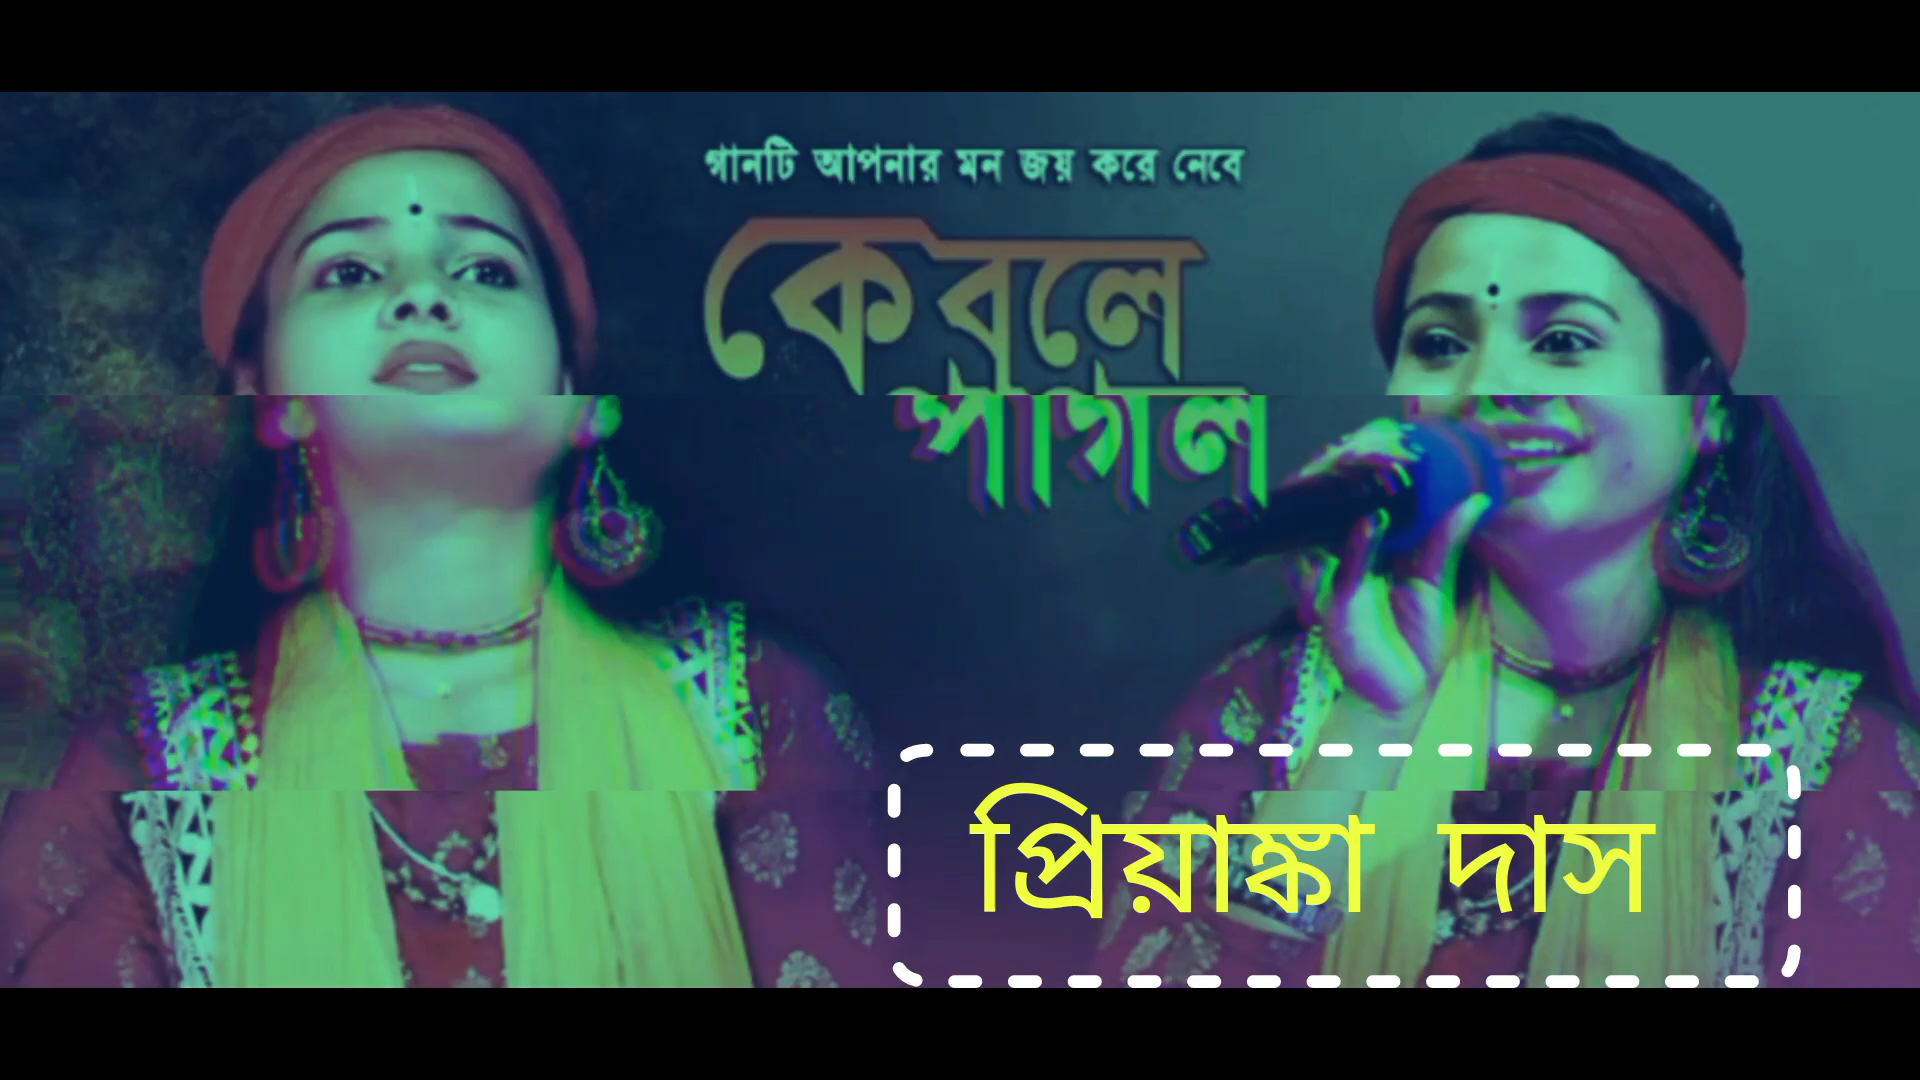 গানটি আপনার মন জয় করে নেবে
কে বলে
পাগল
প্রিয়াঙ্কা দাস